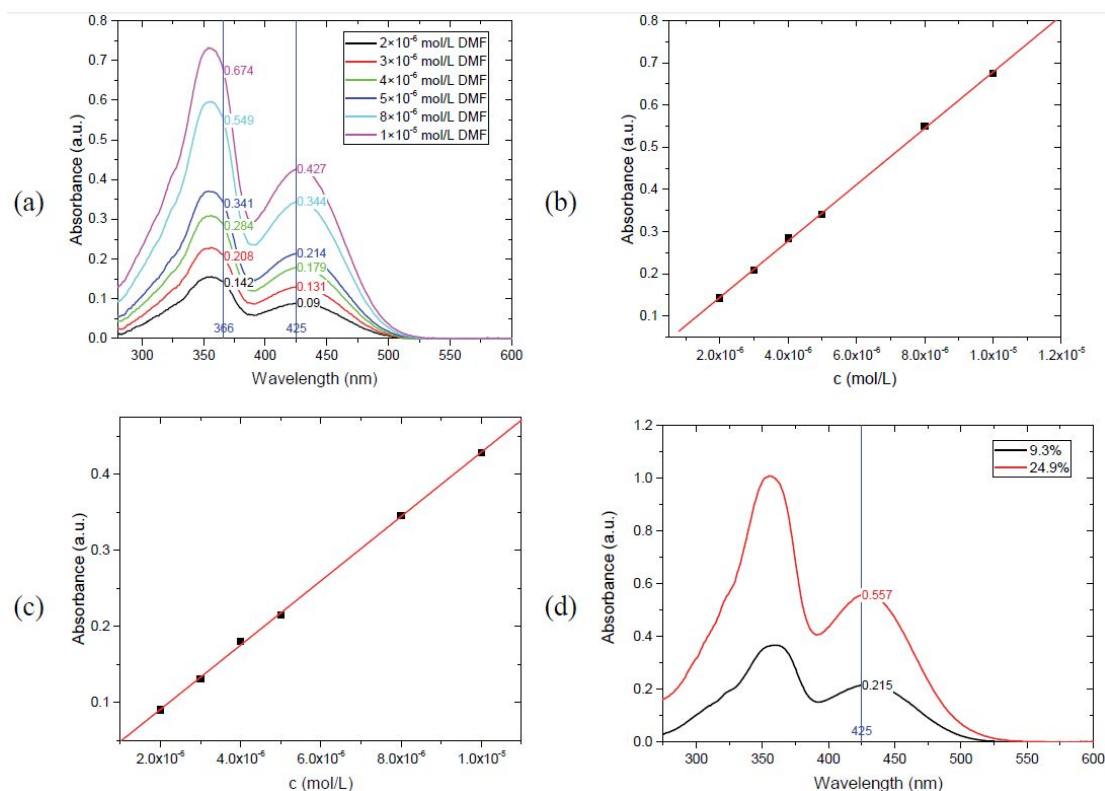 (a)
Absorbance (a.u.)
0.8
0.7
0.6
0.5
0.4
0.3
0.2
0.1
0.0
2×10⁻⁶ mol/L DMF
3×10⁻⁶ mol/L DMF
4×10⁻⁶ mol/L DMF
5×10⁻⁶ mol/L DMF
8×10⁻⁶ mol/L DMF
1×10⁻⁵ mol/L DMF
0.674
0.549
0.341
0.284
0.208
0.142
0.427
0.344
0.214
0.179
0.131
0.09
366
425
300
350
400
450
500
550
600
Wavelength (nm)
(b)
Absorbance (a.u.)
0.8
0.7
0.6
0.5
0.4
0.3
0.2
0.1
2.0x10⁻⁶
4.0x10⁻⁶
6.0x10⁻⁶
8.0x10⁻⁶
1.0x10⁻⁵
1.2x10⁻⁵
c (mol/L)
(c)
Absorbance (a.u.)
0.4
0.3
0.2
0.1
2.0x10⁻⁶
4.0x10⁻⁶
6.0x10⁻⁶
8.0x10⁻⁶
1.0x10⁻⁵
c (mol/L)
(d)
Absorbance (a.u.)
1.2
1.0
0.8
0.6
0.4
0.2
0.0
9.3%
24.9%
0.557
0.215
425
300
350
400
450
500
550
600
Wavelength (nm)